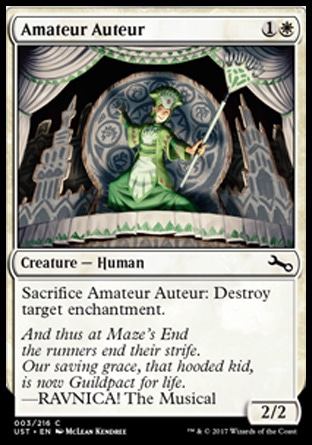 Amateur Auteur 1
Creature — Human
Sacrifice Amateur Auteur: Destroy
target enchantment.
And thus at Maze's End
the runners end their strife.
Our saving grace, that hooded kid,
is now Guildpact for life.
—RAVNICA! The Musical
2/2
003/216 C
UST • EN McLean Kendree
™ & © 2017 Wizards of the Coast